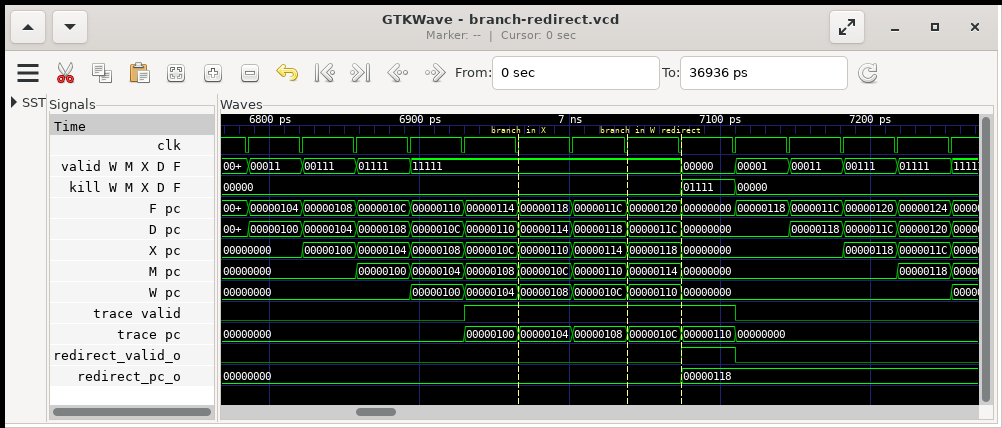 GTKWave - branch-redirect.vcd
Marker: -- | Cursor: 0 sec
From: 0 sec To: 36936 ps
SST
Signals
Waves
Time
6800 ps 6900 ps 7 ns 7100 ps 7200 ps
branch in X branch in W redirect
clk
valid W M X D F 00+ 00011 00111 01111 11111 00000 00001 00011 00111 01111 1111
kill W M X D F 00000 01111 00000
F pc 00+ 00000104 00000108 0000010C 00000110 00000114 00000118 0000011C 00000120 00000000 00000118 0000011C 00000120 00000124 0000
D pc 00+ 00000100 00000104 00000108 0000010C 00000110 00000114 00000118 0000011C 00000000 00000118 0000011C 00000120 0000
X pc 00000000 00000100 00000104 00000108 0000010C 00000110 00000114 00000118 00000000 00000118 0000011C 0000
M pc 00000000 00000100 00000104 00000108 0000010C 00000110 00000114 00000000 00000118 0000
W pc 00000000 00000100 00000104 00000108 0000010C 00000110 00000000 0000
trace valid
trace pc 00000000 00000100 00000104 00000108 0000010C 00000110 00000000
redirect_valid_o
redirect_pc_o 00000000 00000118